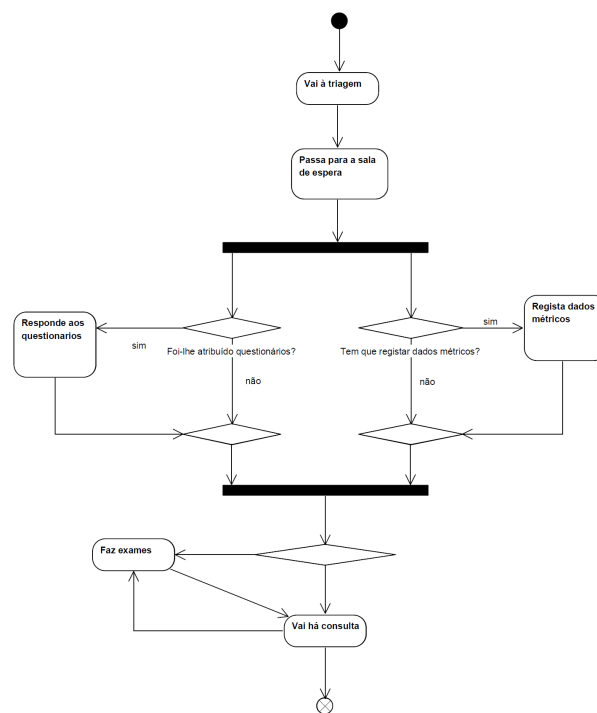 Vai à triagem
Passa para a sala
de espera
Responde aos
questionarios
sim
Foi-lhe atribuído questionários?
não
Tem que registar dados métricos?
sim
Regista dados
métricos
não
Faz exames
Vai há consulta